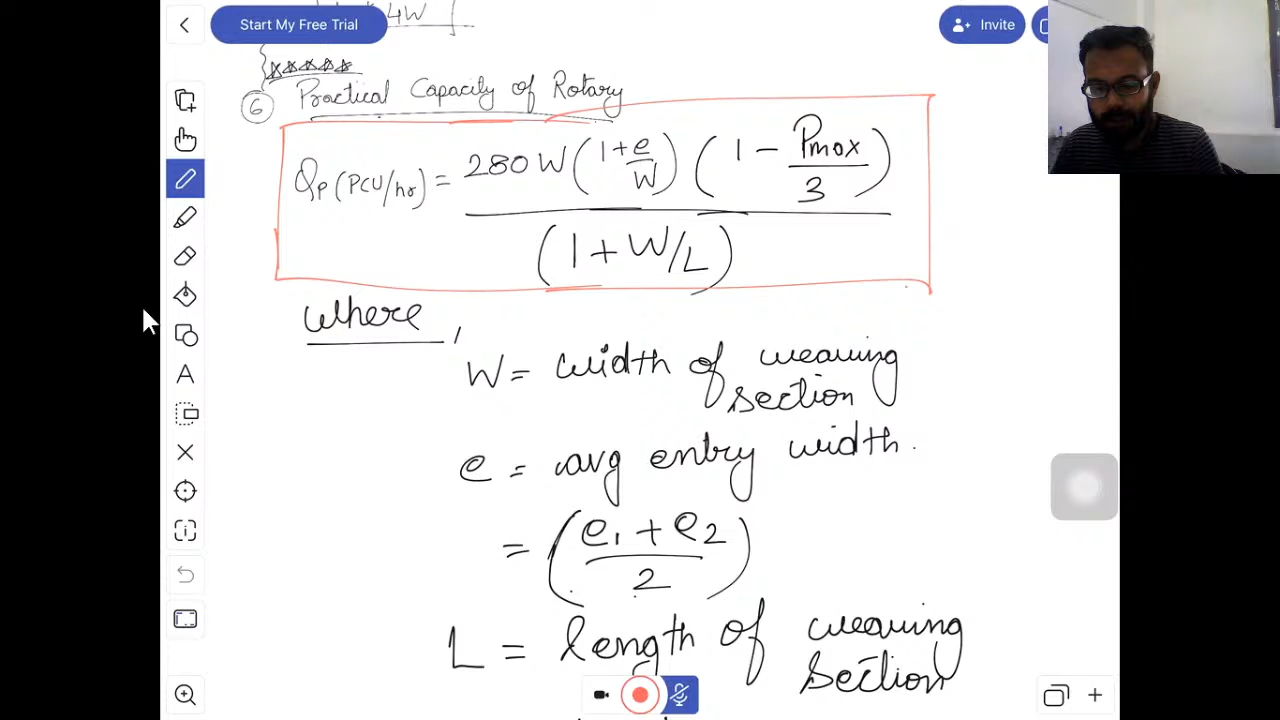 4W
Start My Free Trial
Invite
⑥ Practical Capacity of Rotary
Qp (PCU/hr) = 280 W (1 + e/W) (1 - Pmax/3)
(1 + W/L)
where,
W = width of weaving
section
e = avg entry width.
= (e1 + e2)
2
L = length of weaving
section